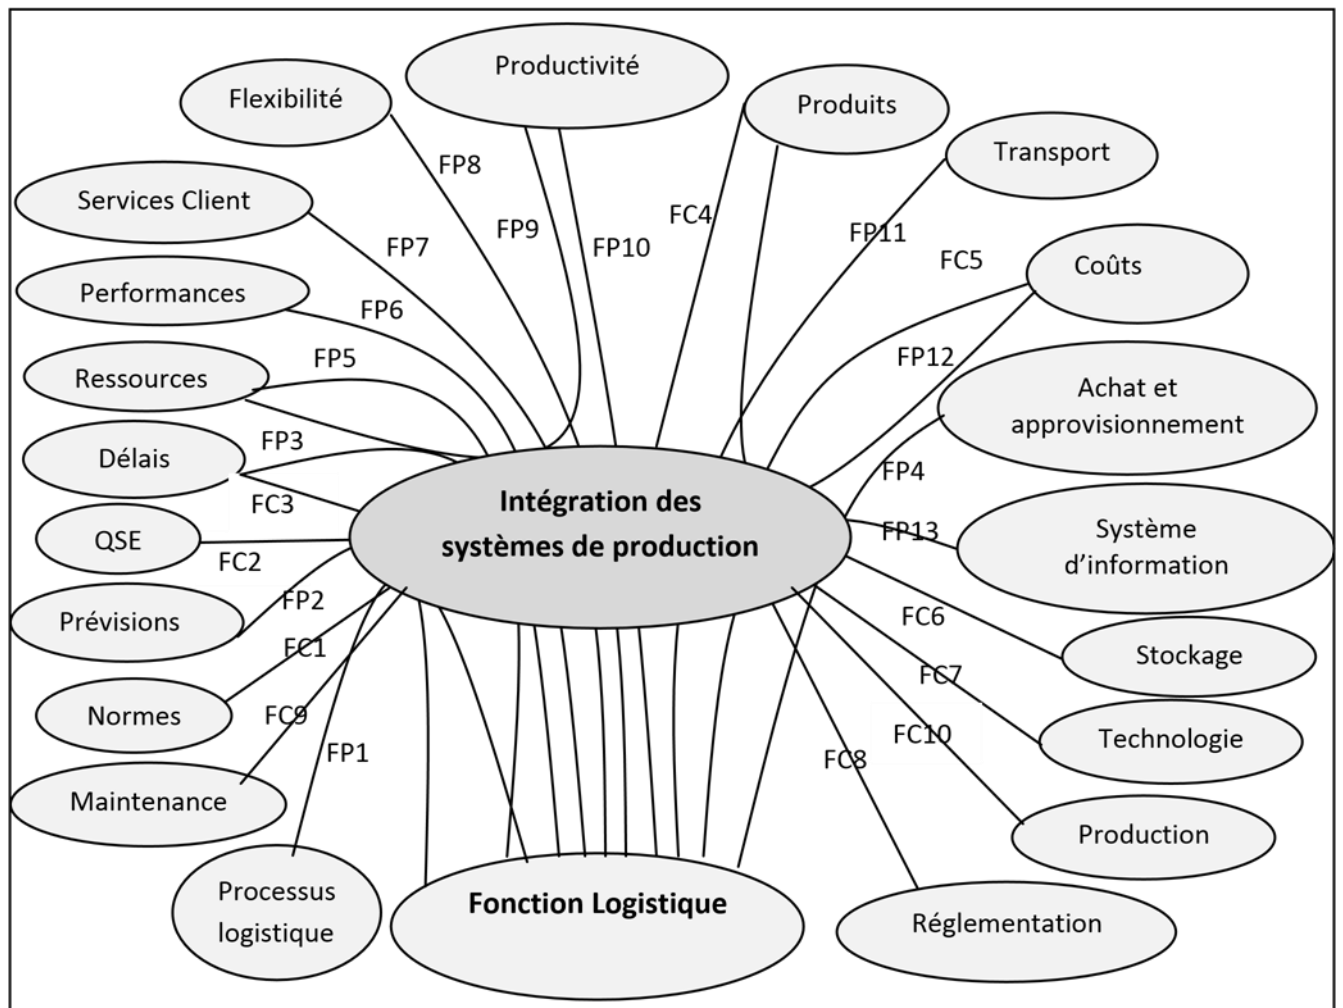 Productivité
Flexibilité
Produits
Transport
FP8
Services Client
FC4
FP9
FP11
FP7
FP10
FC5
Coûts
Performances
FP6
FP5
FP12
Ressources
Achat et
approvisionnement
FP3
Délais
FP4
FC3
Intégration des
systèmes de production
QSE
FP13
Système
d’information
FC2
FP2
Prévisions
FC6
FC1
Stockage
FC7
Normes
FC9
FC10
Technologie
FP1
FC8
Maintenance
Production
Processus
logistique
Fonction Logistique
Réglementation